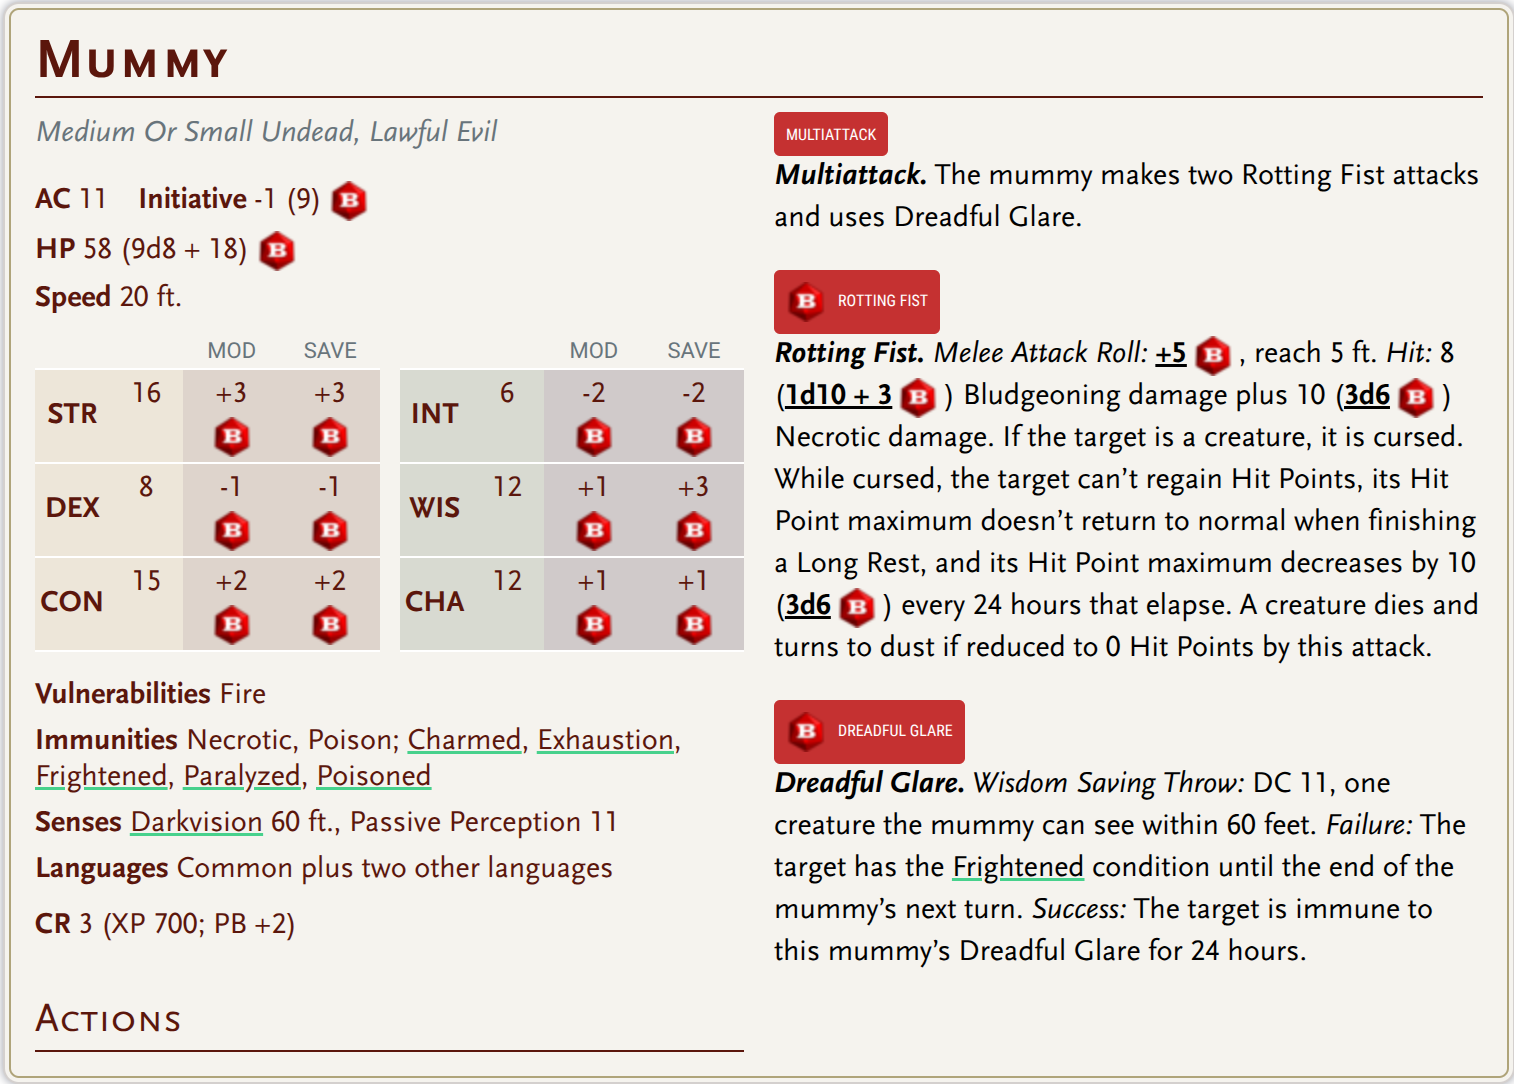 Mummy
Medium Or Small Undead, Lawful Evil
AC 11 Initiative -1 (9) B
HP 58 (9d8 + 18) B
Speed 20 ft.
MOD SAVE MOD SAVE
STR 16 +3 +3 INT 6 -2 -2
B B B B
DEX 8 -1 -1 WIS 12 +1 +3
B B B B
CON 15 +2 +2 CHA 12 +1 +1
B B B B
Vulnerabilities Fire
Immunities Necrotic, Poison; Charmed, Exhaustion,
Frightened, Paralyzed, Poisoned
Senses Darkvision 60 ft., Passive Perception 11
Languages Common plus two other languages
CR 3 (XP 700; PB +2)
Actions
MULTIATTACK
Multiattack. The mummy makes two Rotting Fist attacks
and uses Dreadful Glare.
B ROTTING FIST
Rotting Fist. Melee Attack Roll: +5 B , reach 5 ft. Hit: 8
(1d10 + 3 B ) Bludgeoning damage plus 10 (3d6 B )
Necrotic damage. If the target is a creature, it is cursed.
While cursed, the target can’t regain Hit Points, its Hit
Point maximum doesn’t return to normal when finishing
a Long Rest, and its Hit Point maximum decreases by 10
(3d6 B ) every 24 hours that elapse. A creature dies and
turns to dust if reduced to 0 Hit Points by this attack.
B DREADFUL GLARE
Dreadful Glare. Wisdom Saving Throw: DC 11, one
creature the mummy can see within 60 feet. Failure: The
target has the Frightened condition until the end of the
mummy’s next turn. Success: The target is immune to
this mummy’s Dreadful Glare for 24 hours.